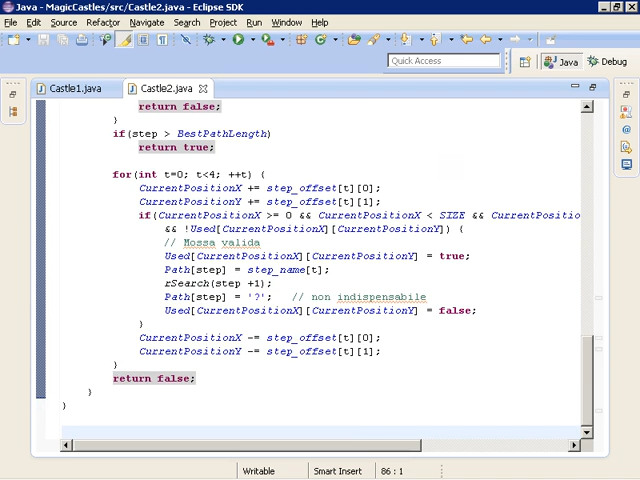 Java - MagicCastles/src/Castle2.java - Eclipse SDK
File Edit Source Refactor Navigate Search Project Run Window Help
Quick Access
Java
Debug
Castle1.java
Castle2.java
return false;
}
if(step > BestPathLength)
return true;
for(int t=0; t<4; ++t) {
CurrentPositionX += step_offset[t][0];
CurrentPositionY += step_offset[t][1];
if(CurrentPositionX >= 0 && CurrentPositionX < SIZE && CurrentPositio
&& !Used[CurrentPositionX][CurrentPositionY]) {
// Mossa valida
Used[CurrentPositionX][CurrentPositionY] = true;
Path[step] = step_name[t];
rSearch(step +1);
Path[step] = '?'; // non indispensabile
Used[CurrentPositionX][CurrentPositionY] = false;
}
CurrentPositionX -= step_offset[t][0];
CurrentPositionY -= step_offset[t][1];
}
return false;
}
}
Writable
Smart Insert
86 : 1